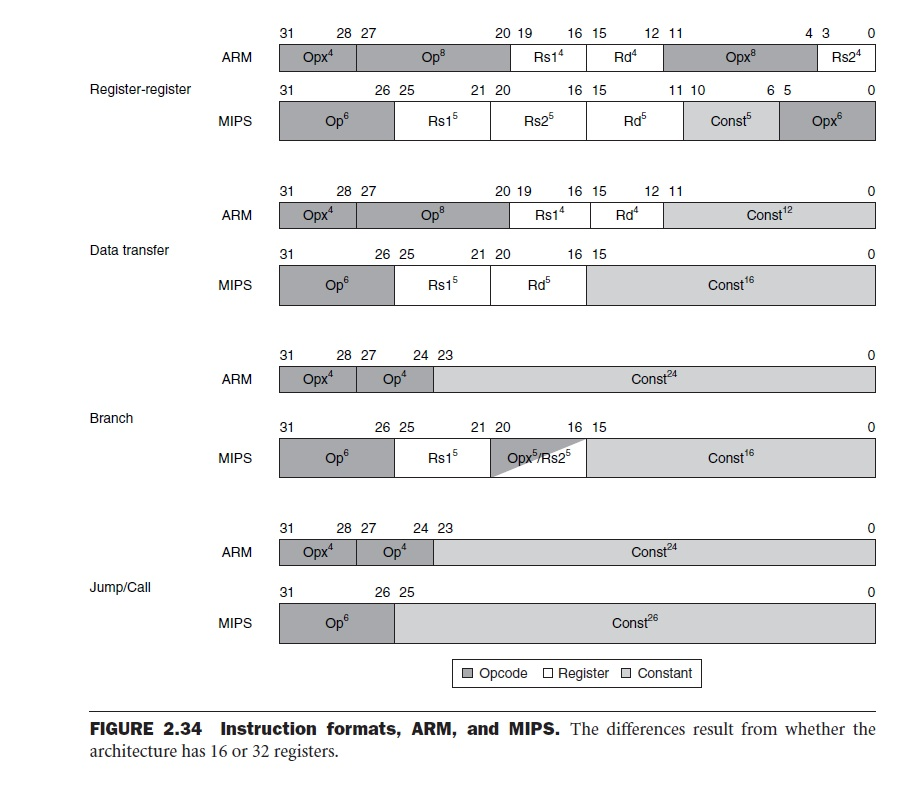 31 28 27 20 19 16 15 12 11 4 3 0
ARM Opx⁴ Op⁸ Rs1⁴ Rd⁴ Opx⁸ Rs2⁴
Register-register
31 26 25 21 20 16 15 11 10 6 5 0
MIPS Op⁶ Rs1⁵ Rs2⁵ Rd⁵ Const⁵ Opx⁶
31 28 27 20 19 16 15 12 11 0
ARM Opx⁴ Op⁸ Rs1⁴ Rd⁴ Const¹²
Data transfer
31 26 25 21 20 16 15 0
MIPS Op⁶ Rs1⁵ Rd⁵ Const¹⁶
31 28 27 24 23 0
ARM Opx⁴ Op⁴ Const²⁴
Branch
31 26 25 21 20 16 15 0
MIPS Op⁶ Rs1⁵ Opx⁵/Rs2⁵ Const¹⁶
31 28 27 24 23 0
ARM Opx⁴ Op⁴ Const²⁴
Jump/Call
31 26 25 0
MIPS Op⁶ Const²⁶
Opcode Register Constant
FIGURE 2.34 Instruction formats, ARM, and MIPS. The differences result from whether the
architecture has 16 or 32 registers.